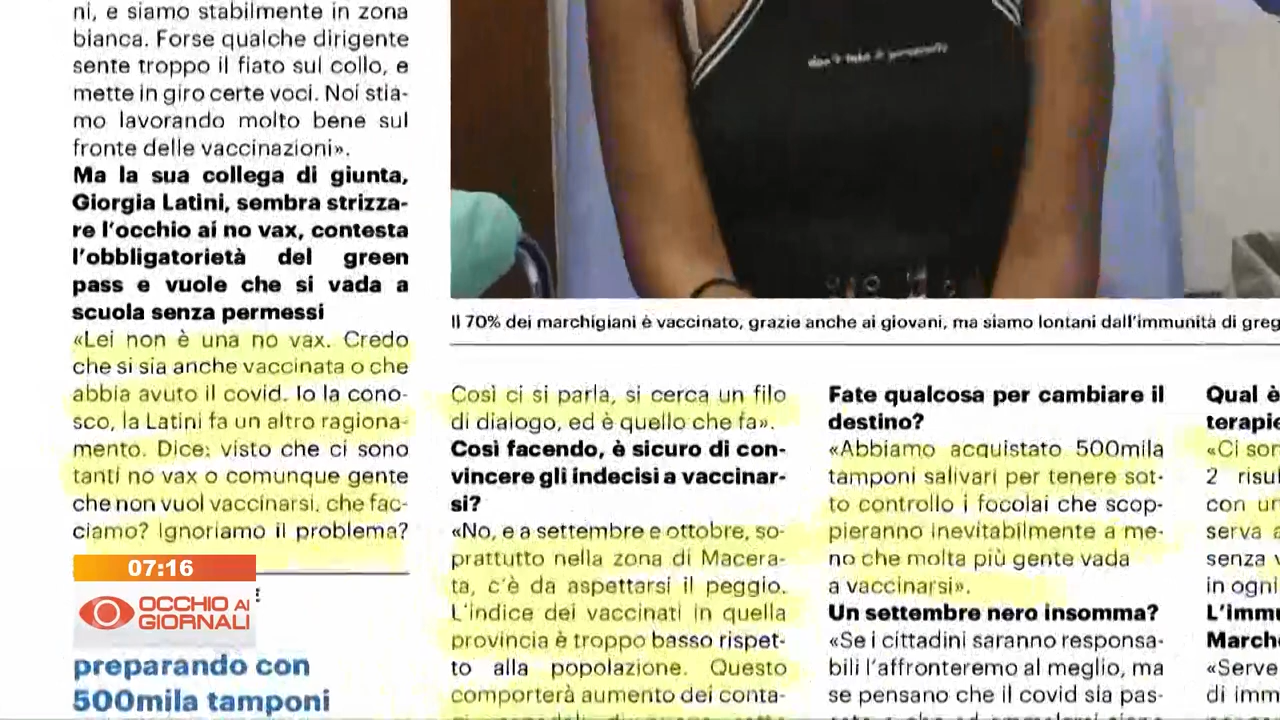 ni, e siamo stabilmente in zona
bianca. Forse qualche dirigente
sente troppo il fiato sul collo, e
mette in giro certe voci. Noi stia-
mo lavorando molto bene sul
fronte delle vaccinazioni».
Ma la sua collega di giunta,
Giorgia Latini, sembra strizza-
re l'occhio ai no vax, contesta
l'obbligatorietà del green
pass e vuole che si vada a
scuola senza permessi
«Lei non è una no vax. Credo
che si sia anche vaccinata o che
abbia avuto il covid. Io la cono-
sco, la Latini fa un altro ragiona-
mento. Dice: visto che ci sono
tanti no vax o comunque gente
che non vuol vaccinarsi, che fac-
ciamo? Ignoriamo il problema?
07:16
OCCHIO AI
GIORNALI
preparando con
500mila tamponi
Il 70% dei marchigiani è vaccinato, grazie anche ai giovani, ma siamo lontani dall'immunità di greg
Così ci si parla, si cerca un filo
di dialogo, ed è quello che fa».
Così facendo, è sicuro di con-
vincere gli indecisi a vaccinar-
si?
«No, e a settembre e ottobre, so-
prattutto nella zona di Macera-
ta, c'è da aspettarsi il peggio.
L'indice dei vaccinati in quella
provincia è troppo basso rispet-
to alla popolazione. Questo
comporterà aumento dei conta-
Fate qualcosa per cambiare il
destino?
«Abbiamo acquistato 500mila
tamponi salivari per tenere sot-
to controllo i focolai che scop-
pieranno inevitabilmente a me-
no che molta più gente vada
a vaccinarsi».
Un settembre nero insomma?
«Se i cittadini saranno responsa-
bili l'affronteremo al meglio, ma
se pensano che il covid sia pas-
Qual è
terapie
«Ci sor
2 risul
con ur
serva a
senza v
in ogni
L'immu
Marche
«Serve
di imm